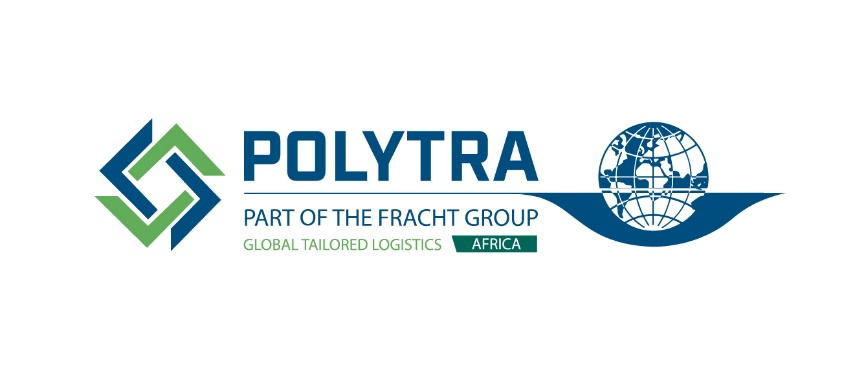 POLYTRA
PART OF THE FRACHT GROUP
GLOBAL TAILORED LOGISTICS AFRICA